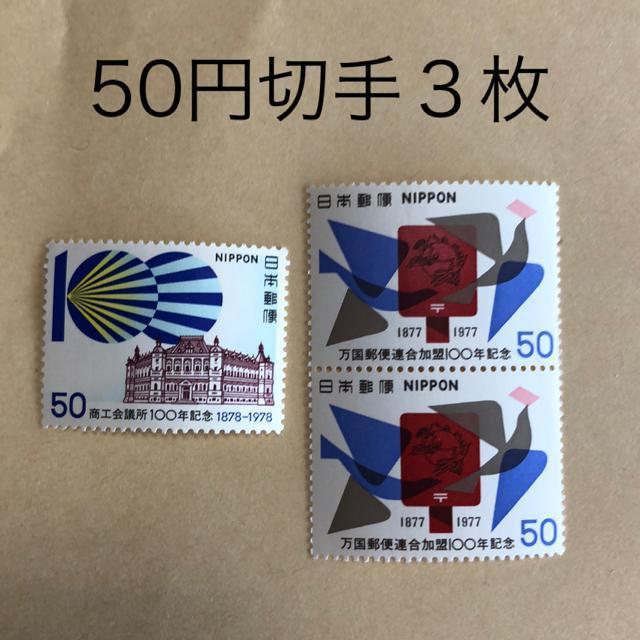 50円切手3枚
NIPPON 日本郵便
100
50 商工会議所100年記念 1878-1978
日本郵便 NIPPON
〒
1877 1977
万国郵便連合加盟100年記念 50
日本郵便 NIPPON
〒
1877 1977
万国郵便連合加盟100年記念 50